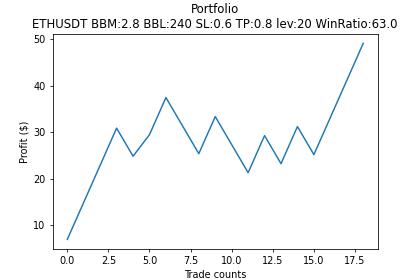 Portfolio
ETHUSDT BBM:2.8 BBL:240 SL:0.6 TP:0.8 lev:20 WinRatio:63.0
50
40
30
20
10
Profit ($)
0.0 2.5 5.0 7.5 10.0 12.5 15.0 17.5
Trade counts